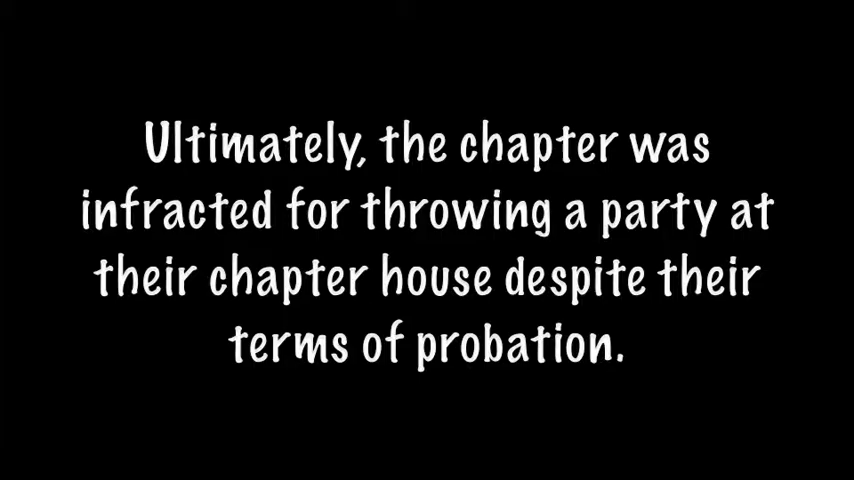 Ultimately, the chapter was
infracted for throwing a party at
their chapter house despite their
terms of probation.